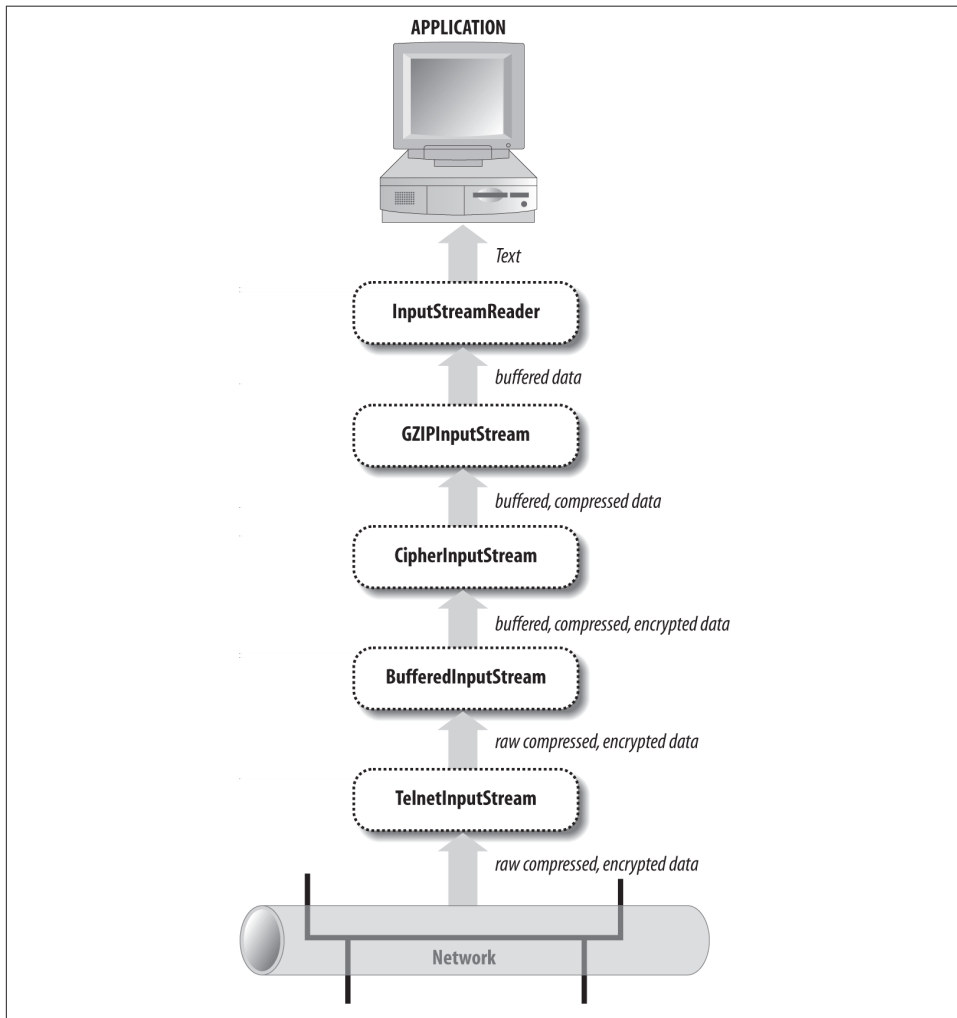 APPLICATION
Text
InputStreamReader
buffered data
GZIPInputStream
buffered, compressed data
CipherInputStream
buffered, compressed, encrypted data
BufferedInputStream
raw compressed, encrypted data
TelnetInputStream
raw compressed, encrypted data
Network